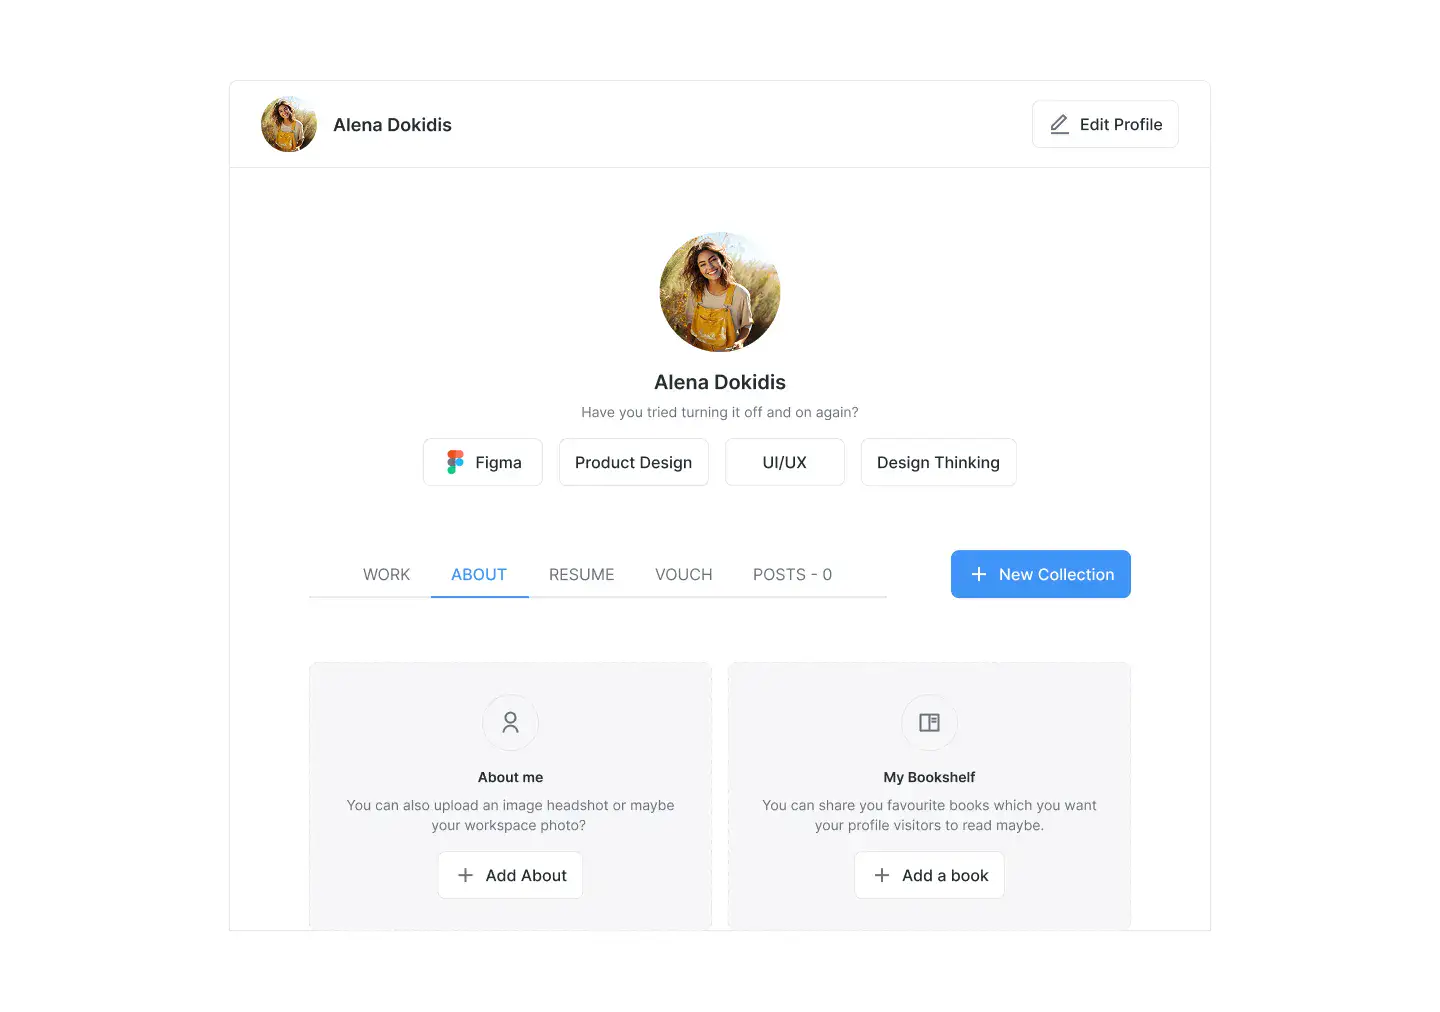 Alena Dokidis
Edit Profile
Alena Dokidis
Have you tried turning it off and on again?
Figma
Product Design
UI/UX
Design Thinking
WORK
ABOUT
RESUME
VOUCH
POSTS - 0
New Collection
About me
You can also upload an image headshot or maybe
your workspace photo?
Add About
My Bookshelf
You can share you favourite books which you want
your profile visitors to read maybe.
Add a book